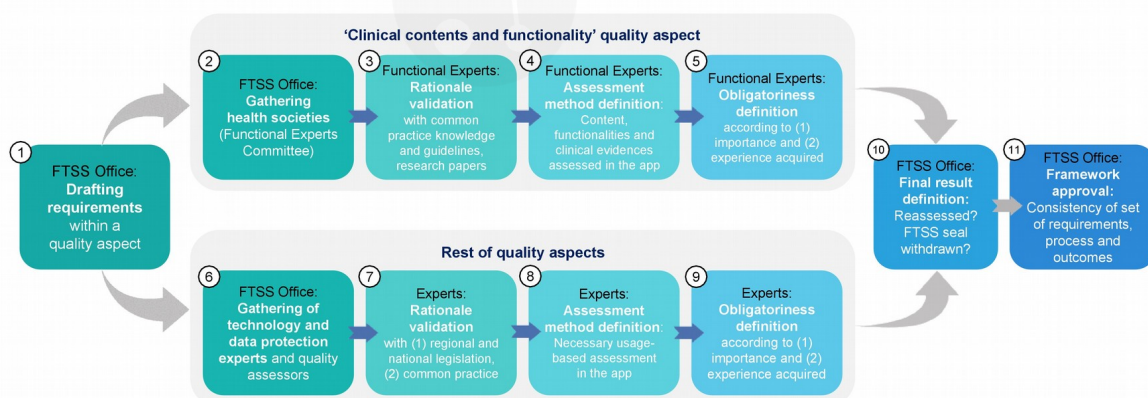 1
FTSS Office:
Drafting
requirements
within a
quality aspect
'Clinical contents and functionality' quality aspect
2
FTSS Office:
Gathering
health societies
(Functional Experts
Committee)
3
Functional Experts:
Rationale
validation
with common
practice knowledge
and guidelines,
research papers
4
Functional Experts:
Assessment
method definition:
Content,
functionalities and
clinical evidences
assessed in the app
5
Functional Experts:
Obligatoriness
definition
according to (1)
importance and (2)
experience acquired
Rest of quality aspects
6
FTSS Office:
Gathering of
technology and
data protection
experts and quality
assessors
7
Experts:
Rationale
validation
with (1) regional and
national legislation,
(2) common practice
8
Experts:
Assessment
method definition:
Necessary usage-
based assessment
in the app
9
Experts:
Obligatoriness
definition
according to (1)
importance and (2)
experience acquired
10
FTSS Office:
Final result
definition:
Reassessed?
FTSS seal
withdrawn?
11
FTSS Office:
Framework
approval:
Consistency of set
of requirements,
process and
outcomes